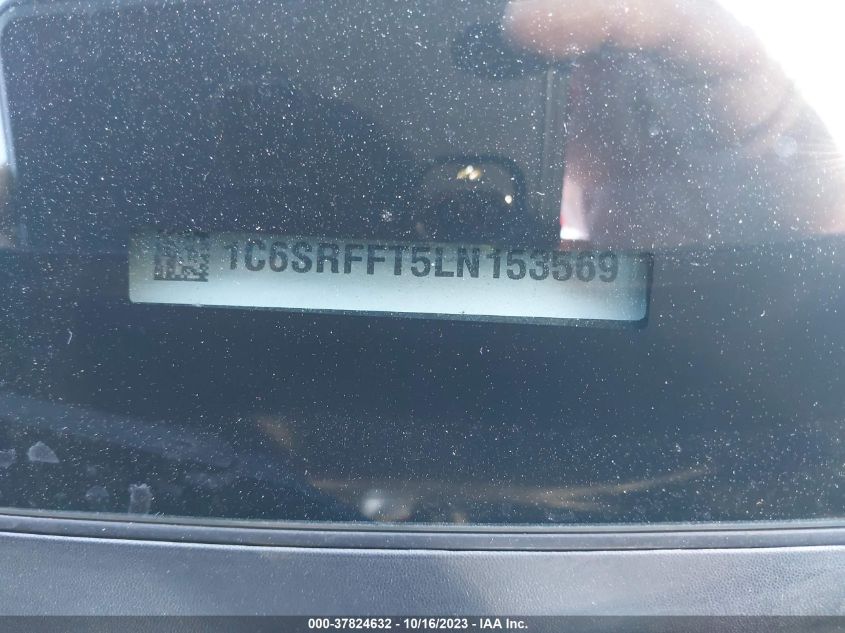 1C6SRFFT5LN153569
000-37824632 - 10/16/2023 - IAA Inc.